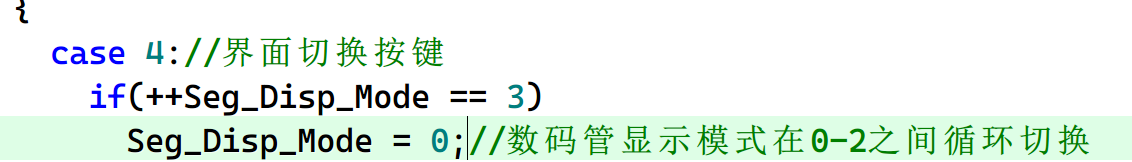 {
case 4://界面切换按键
if(++Seg_Disp_Mode == 3)
Seg_Disp_Mode = 0;//数码管显示模式在0-2之间循环切换